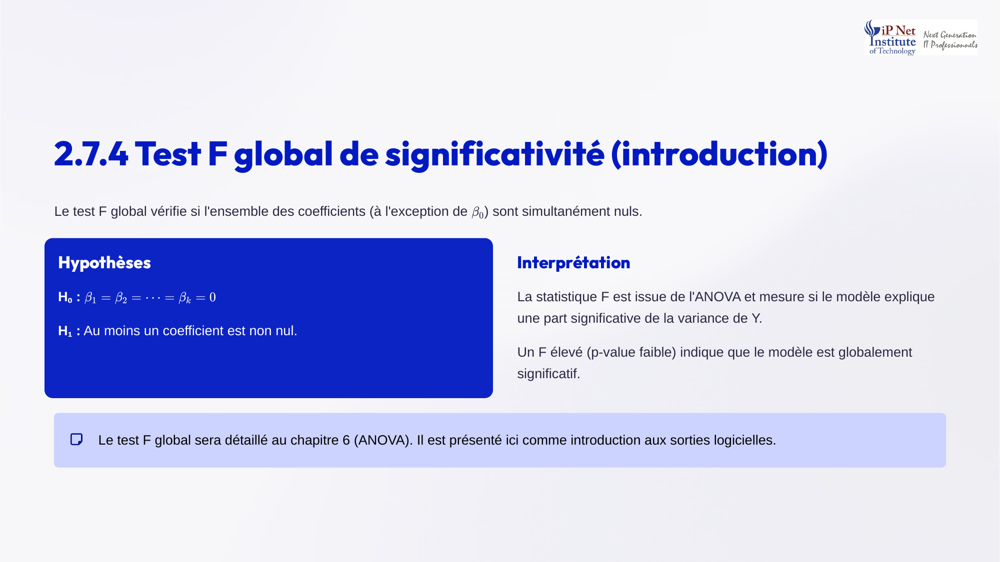 iP Net
Institute
of Technology
Next Generation
IT Professionnels
2.7.4 Test F global de significativité (introduction)
Le test F global vérifie si l'ensemble des coefficients (à l'exception de β₀) sont simultanément nuls.
Hypothèses
H₀ : β₁ = β₂ = ⋯ = βₖ = 0
H₁ : Au moins un coefficient est non nul.
Interprétation
La statistique F est issue de l'ANOVA et mesure si le modèle explique
une part significative de la variance de Y.
Un F élevé (p-value faible) indique que le modèle est globalement
significatif.
Le test F global sera détaillé au chapitre 6 (ANOVA). Il est présenté ici comme introduction aux sorties logicielles.